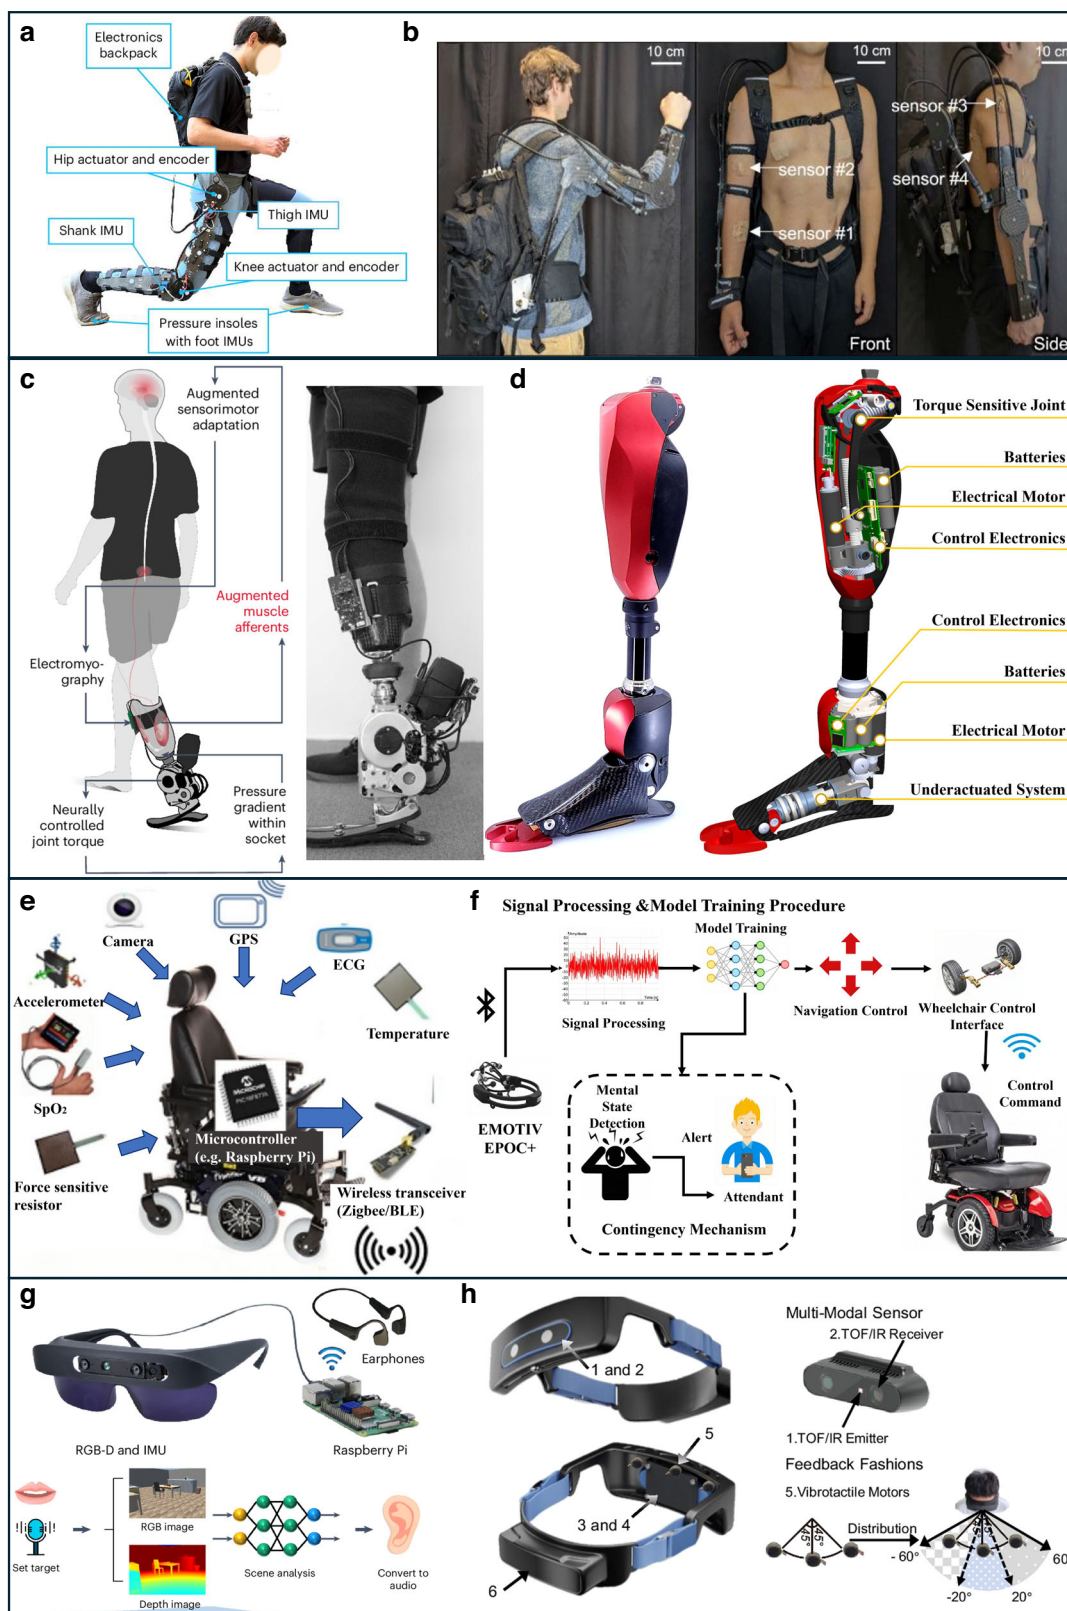 a
Electronics
backpack
Hip actuator and encoder
Thigh IMU
Shank IMU
Knee actuator and encoder
Pressure insoles
with foot IMUs
b
10 cm
10 cm
10 cm
sensor #3
sensor #2
sensor #4
sensor #1
Front
Side
c
Augmented
sensorimotor
adaptation
Augmented
muscle
afferents
Electromyo-
graphy
Neurally
controlled
joint torque
Pressure
gradient
within
socket
d
Torque Sensitive Joint
Batteries
Electrical Motor
Control Electronics
Control Electronics
Batteries
Electrical Motor
Underactuated System
e
Camera
GPS
ECG
Accelerometer
Temperature
SpO2
MICROCHIP
Microcontroller
(e.g. Raspberry Pi)
Force sensitive
resistor
Wireless transceiver
(Zigbee/BLE)
f
Signal Processing &Model Training Procedure
Model Training
Signal Processing
Navigation Control
Wheelchair Control
Interface
EMOTIV
EPOC+
Mental
State
Detection
Alert
Attendant
Contingency Mechanism
Control
Command
g
Earphones
RGB-D and IMU
Raspberry Pi
Set target
RGB image
Depth image
Scene analysis
Convert to
audio
h
1 and 2
5
3 and 4
6
Multi-Modal Sensor
2.TOF/IR Receiver
1.TOF/IR Emitter
Feedback Fashions
5.Vibrotactile Motors
45°
45°
Distribution
45°
45°
- 60°
60°
-20°
20°